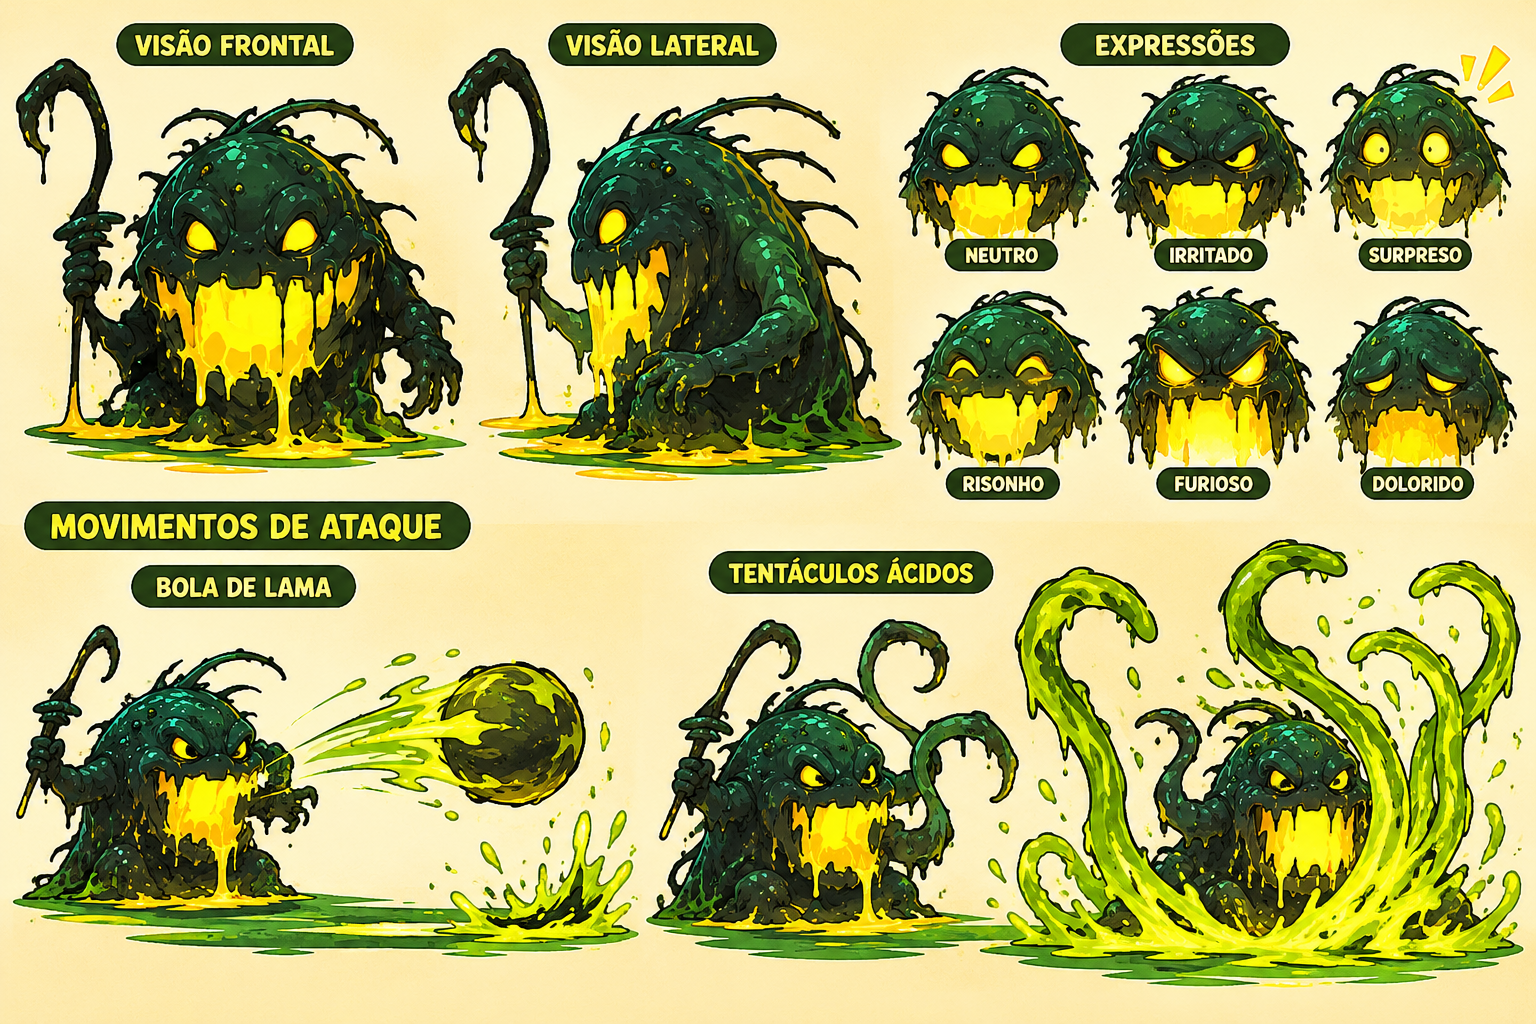 VISÃO FRONTAL
VISÃO LATERAL
EXPRESSÕES
NEUTRO
IRRITADO
SURPRESO
RISONHO
FURIOSO
DOLORIDO
MOVIMENTOS DE ATAQUE
BOLA DE LAMA
TENTÁCULOS ÁCIDOS